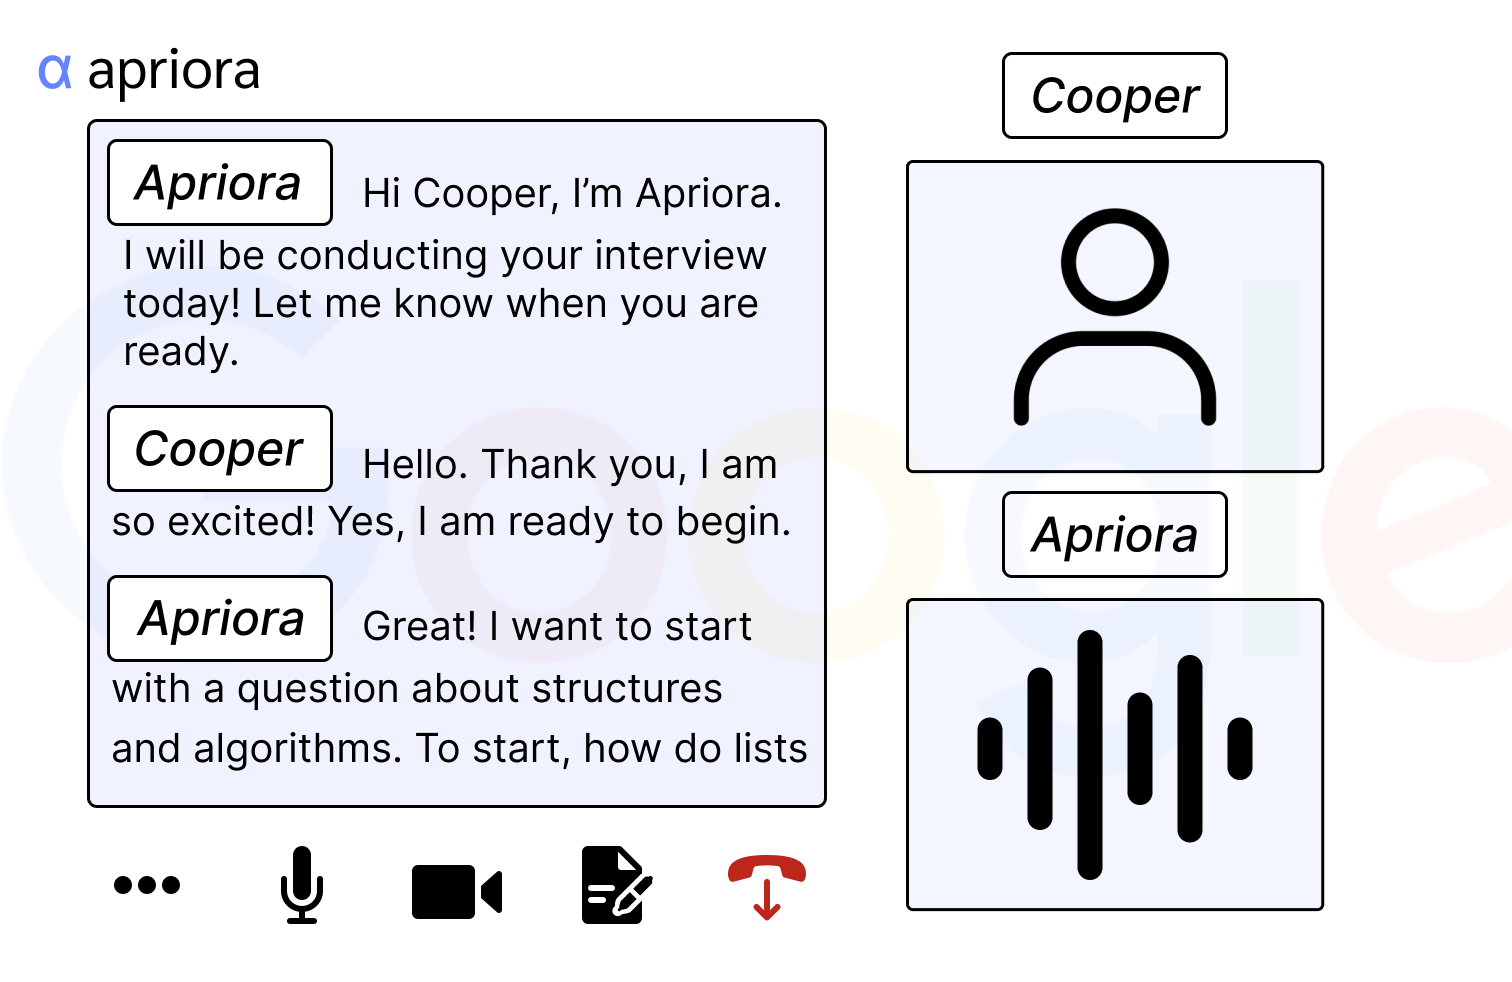 α apriora
Apriora Hi Cooper, I’m Apriora.
I will be conducting your interview
today! Let me know when you are
ready.
Cooper Hello. Thank you, I am
so excited! Yes, I am ready to begin.
Apriora Great! I want to start
with a question about structures
and algorithms. To start, how do lists
Cooper
Apriora
Google